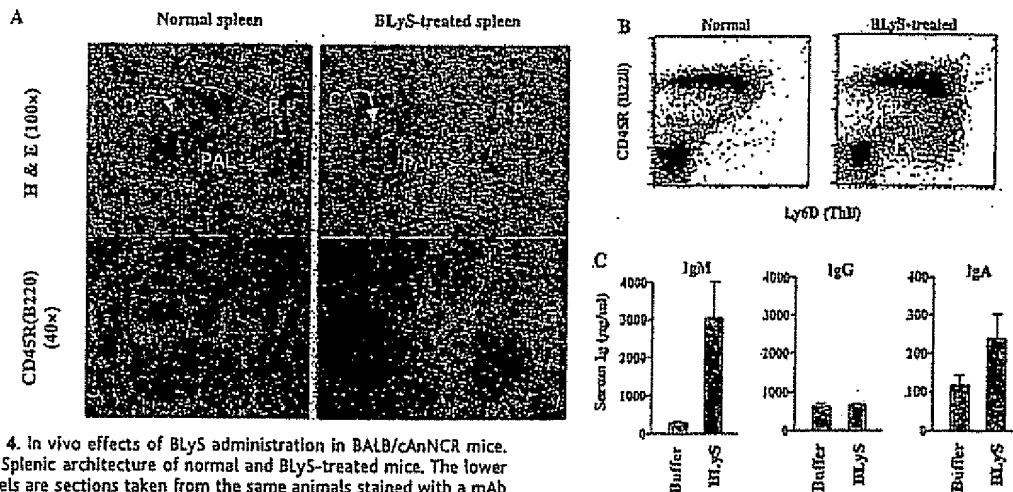 A
Normal spleen
BLyS-treated spleen
H & E (100×)
PAL
CD45R(B220)
(40×)
B
Normal
BLyS-treated
CD45R (B220)
Ly6D (ThB)
C
IgM
IgG
IgA
Serum Ig (ng/ml)
4000
3000
2000
1000
0
4000
3000
2000
1000
0
400
300
200
100
0
Buffer
BLyS
Buffer
BLyS
Buffer
BLyS
4. In vivo effects of BLyS administration in BALB/cAnNCR mice.
Splenic architecture of normal and BLyS-treated mice. The lower
els are sections taken from the same animals stained with a mAb